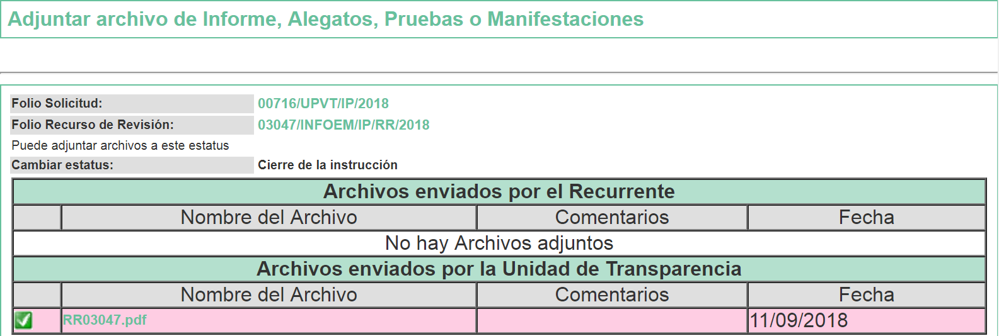 Adjuntar archivo de Informe, Alegatos, Pruebas o Manifestaciones
Folio Solicitud: 00716/UPVT/IP/2018
Folio Recurso de Revisión: 03047/INFOEM/IP/RR/2018
Puede adjuntar archivos a este estatus
Cambiar estatus: Cierre de la instrucción
Archivos enviados por el Recurrente
Nombre del Archivo Comentarios Fecha
No hay Archivos adjuntos
Archivos enviados por la Unidad de Transparencia
Nombre del Archivo Comentarios Fecha
RR03047.pdf 11/09/2018